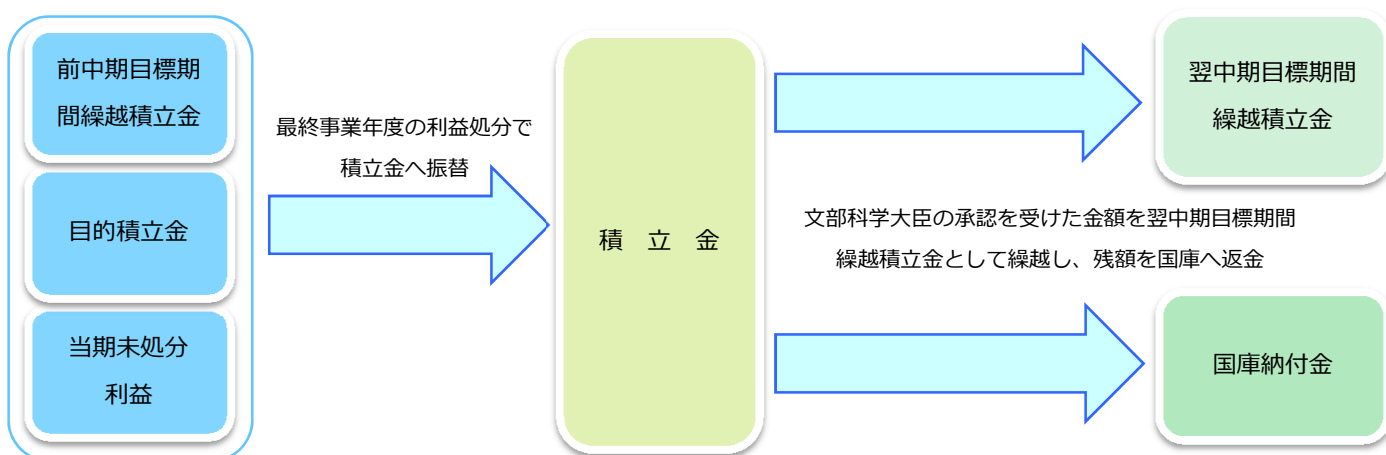 前中期目標期
間繰越積立金
目的積立金
当期未処分
利益
最終事業年度の利益処分で
積立金へ振替
積 立 金
翌中期目標期間
繰越積立金
文部科学大臣の承認を受けた金額を翌中期目標期間
繰越積立金として繰越し、残額を国庫へ返金
国庫納付金